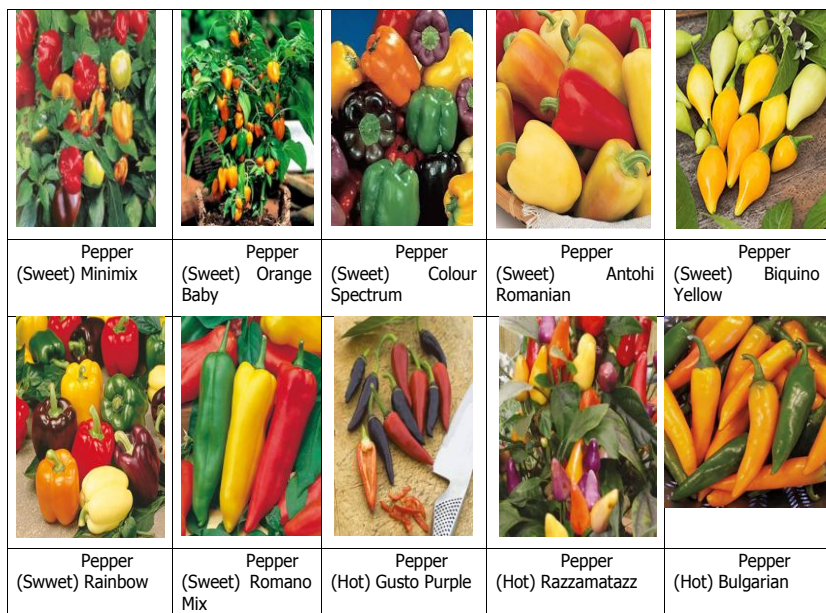 Pepper
(Sweet) Minimix
Pepper
(Sweet) Orange
Baby
Pepper
(Sweet) Colour
Spectrum
Pepper
(Sweet) Antohi
Romanian
Pepper
(Sweet) Biquino
Yellow
Pepper
(Swwet) Rainbow
Pepper
(Sweet) Romano
Mix
Pepper
(Hot) Gusto Purple
Pepper
(Hot) Razzamatazz
Pepper
(Hot) Bulgarian